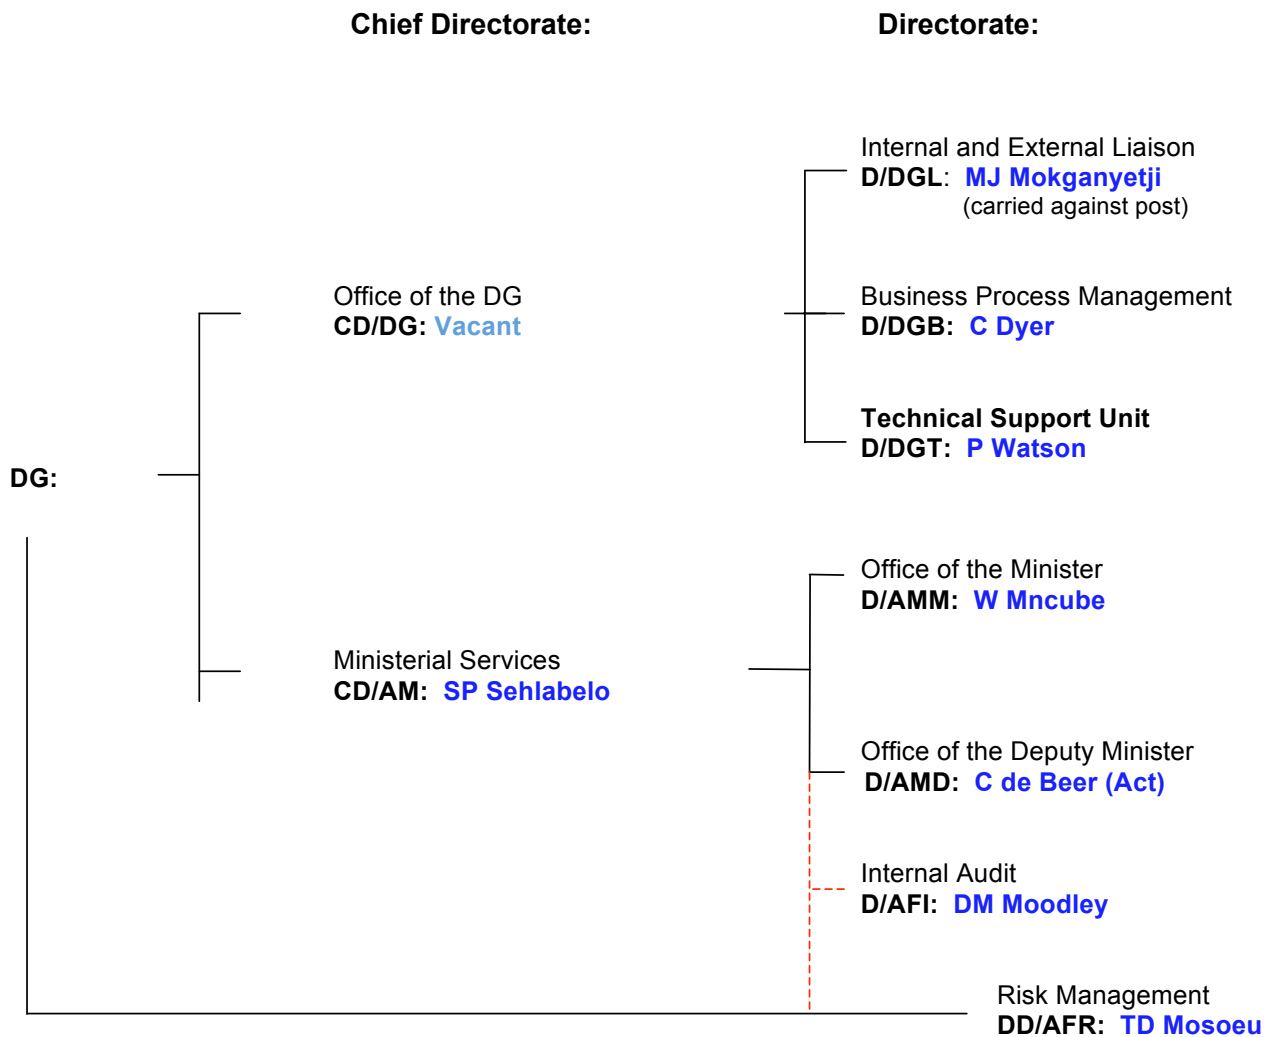 Chief Directorate:
Directorate:
Internal and External Liaison
D/DGL: MJ Mokganyetji
(carried against post)
Office of the DG
CD/DG: Vacant
Business Process Management
D/DGB: C Dyer
Technical Support Unit
D/DGT: P Watson
DG:
Office of the Minister
D/AMM: W Mncube
Ministerial Services
CD/AM: SP Sehlabelo
Office of the Deputy Minister
D/AMD: C de Beer (Act)
Internal Audit
D/AFI: DM Moodley
Risk Management
DD/AFR: TD Mosoeu